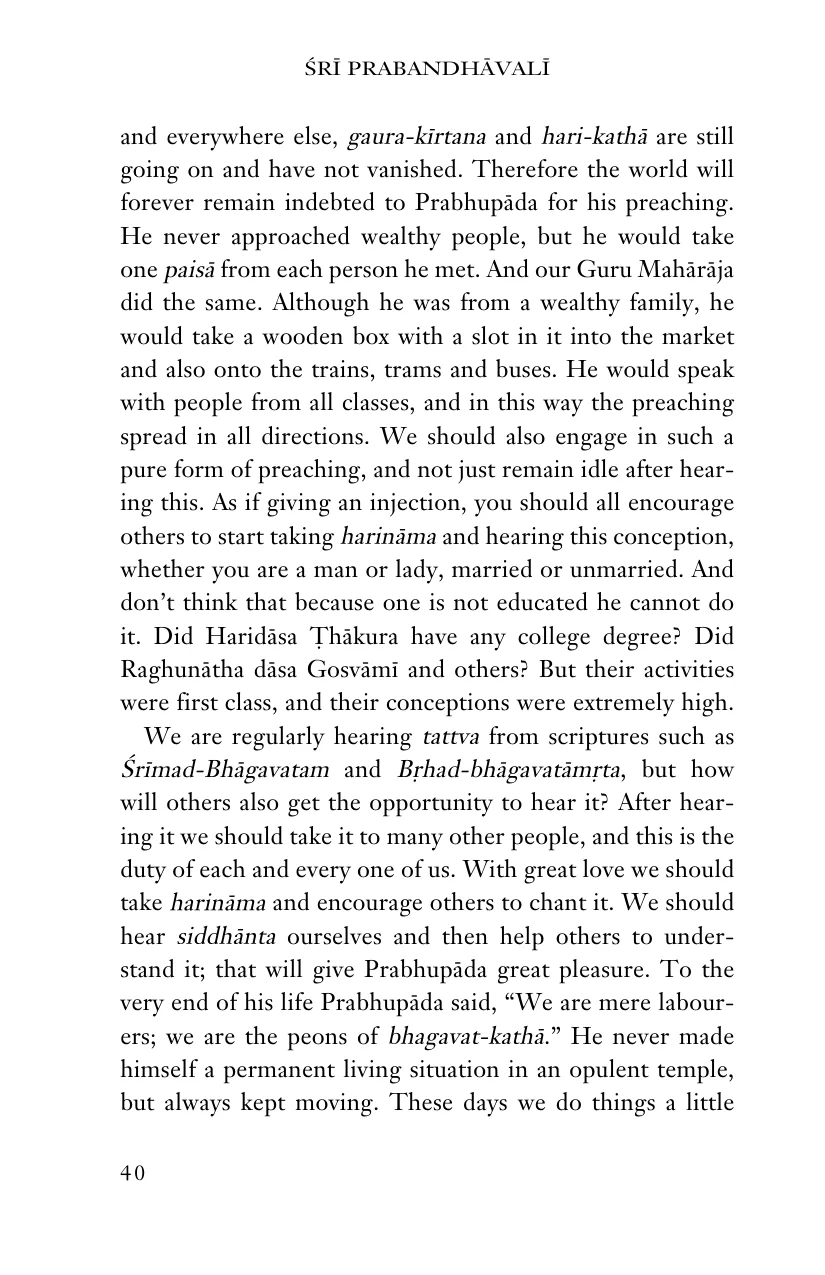 ŚRĪ PRABANDHĀVALĪ
and everywhere else, gaura-kīrtana and hari-kathā are still
going on and have not vanished. Therefore the world will
forever remain indebted to Prabhupāda for his preaching.
He never approached wealthy people, but he would take
one paisā from each person he met. And our Guru Mahārāja
did the same. Although he was from a wealthy family, he
would take a wooden box with a slot in it into the market
and also onto the trains, trams and buses. He would speak
with people from all classes, and in this way the preaching
spread in all directions. We should also engage in such a
pure form of preaching, and not just remain idle after hear-
ing this. As if giving an injection, you should all encourage
others to start taking harināma and hearing this conception,
whether you are a man or lady, married or unmarried. And
don’t think that because one is not educated he cannot do
it. Did Haridāsa Ṭhākura have any college degree? Did
Raghunātha dāsa Gosvāmī and others? But their activities
were first class, and their conceptions were extremely high.
We are regularly hearing tattva from scriptures such as
Śrīmad-Bhāgavatam and Bṛhad-bhāgavatāmṛta, but how
will others also get the opportunity to hear it? After hear-
ing it we should take it to many other people, and this is the
duty of each and every one of us. With great love we should
take harināma and encourage others to chant it. We should
hear siddhānta ourselves and then help others to under-
stand it; that will give Prabhupāda great pleasure. To the
very end of his life Prabhupāda said, “We are mere labour-
ers; we are the peons of bhagavat-kathā.” He never made
himself a permanent living situation in an opulent temple,
but always kept moving. These days we do things a little
40